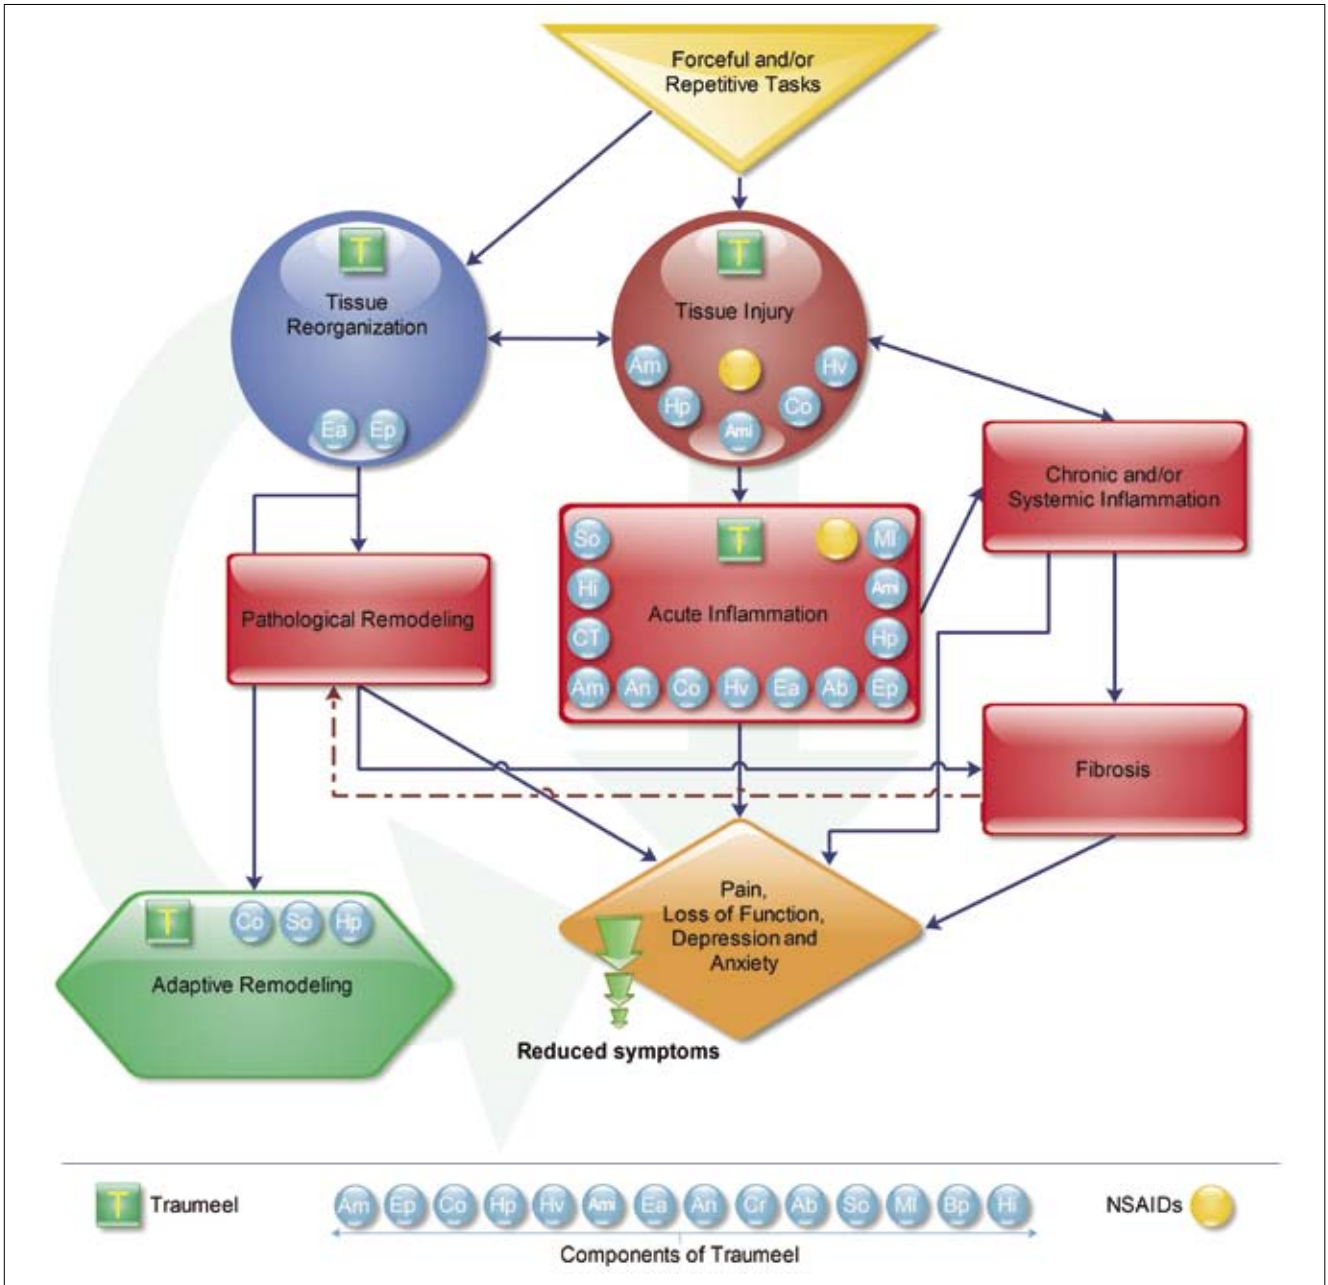 Forceful and/or
Repetitive Tasks
T
Tissue
Reorganization
Ea Ep
T
Tissue Injury
Am Hv
Hp Co
Ami
Chronic and/or
Systemic Inflammation
So T Ml
Hi Ami
Acute Inflammation
CT Hp
Am An Co Hv Ea Ab Ep
Pathological Remodeling
Fibrosis
T Co So Hp
Adaptive Remodeling
Pain,
Loss of Function,
Depression and
Anxiety
Reduced symptoms
T Traumeel
Am Ep Co Hp Hv Ami Ea An Cr Ab So Ml Bp Hi
NSAIDs
Components of Traumeel